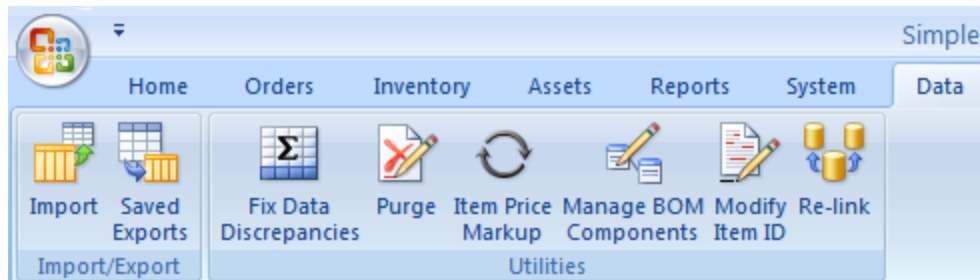 Simple
Home Orders Inventory Assets Reports System Data
Import Saved Exports Fix Data Discrepancies Purge Item Price Markup Manage BOM Components Modify Item ID Re-link
Import/Export Utilities